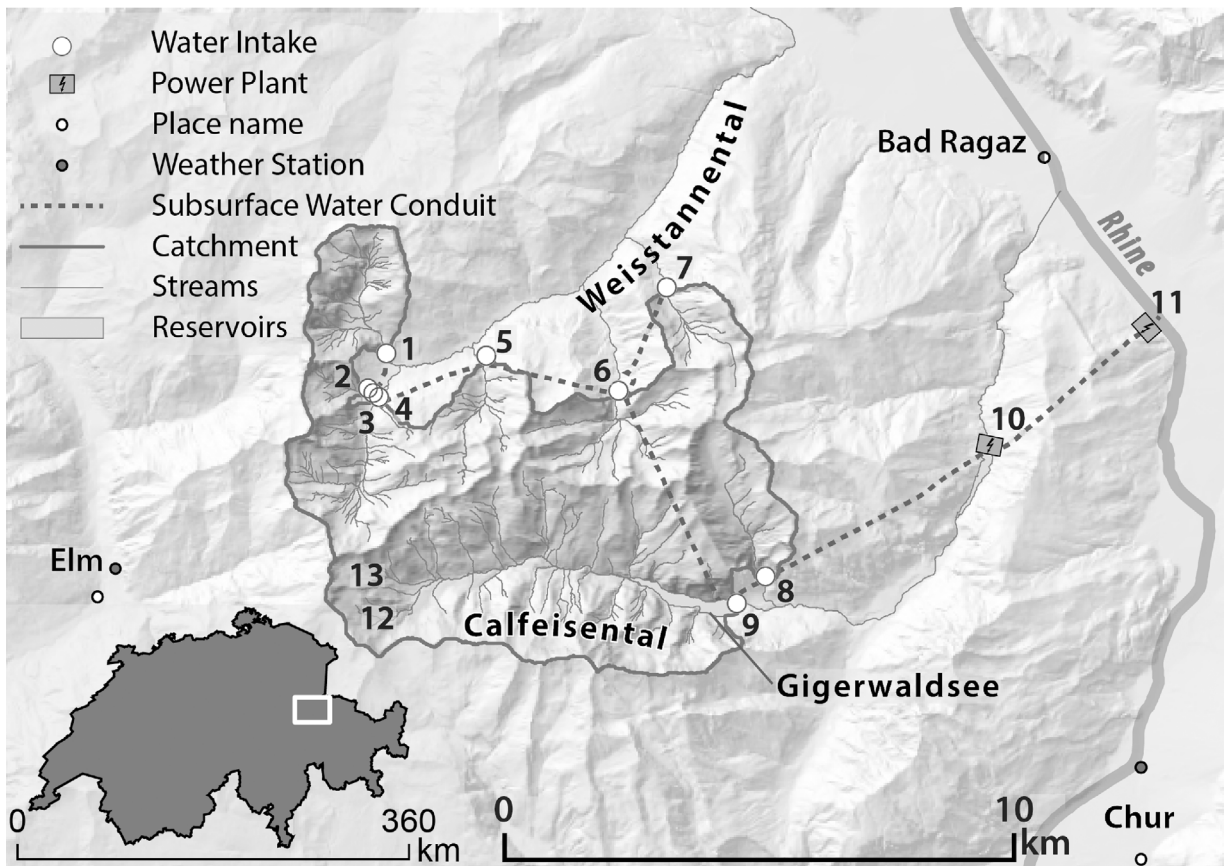 Water Intake
Power Plant
Place name
Weather Station
Subsurface Water Conduit
Catchment
Streams
Reservoirs
Weisstannental
Bad Ragaz
Rhine
7
11
1
5
2
6
3
4
10
Elm
13
8
12
Calfeisental
9
Gigerwaldsee
0
360
km
0
10
km
Chur